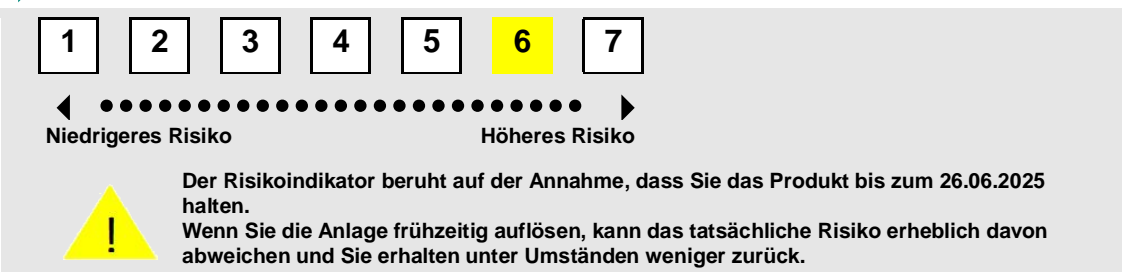 1 2 3 4 5 6 7
Niedrigeres Risiko Höheres Risiko
Der Risikoindikator beruht auf der Annahme, dass Sie das Produkt bis zum 26.06.2025
halten.
!
Wenn Sie die Anlage frühzeitig auflösen, kann das tatsächliche Risiko erheblich davon
abweichen und Sie erhalten unter Umständen weniger zurück.